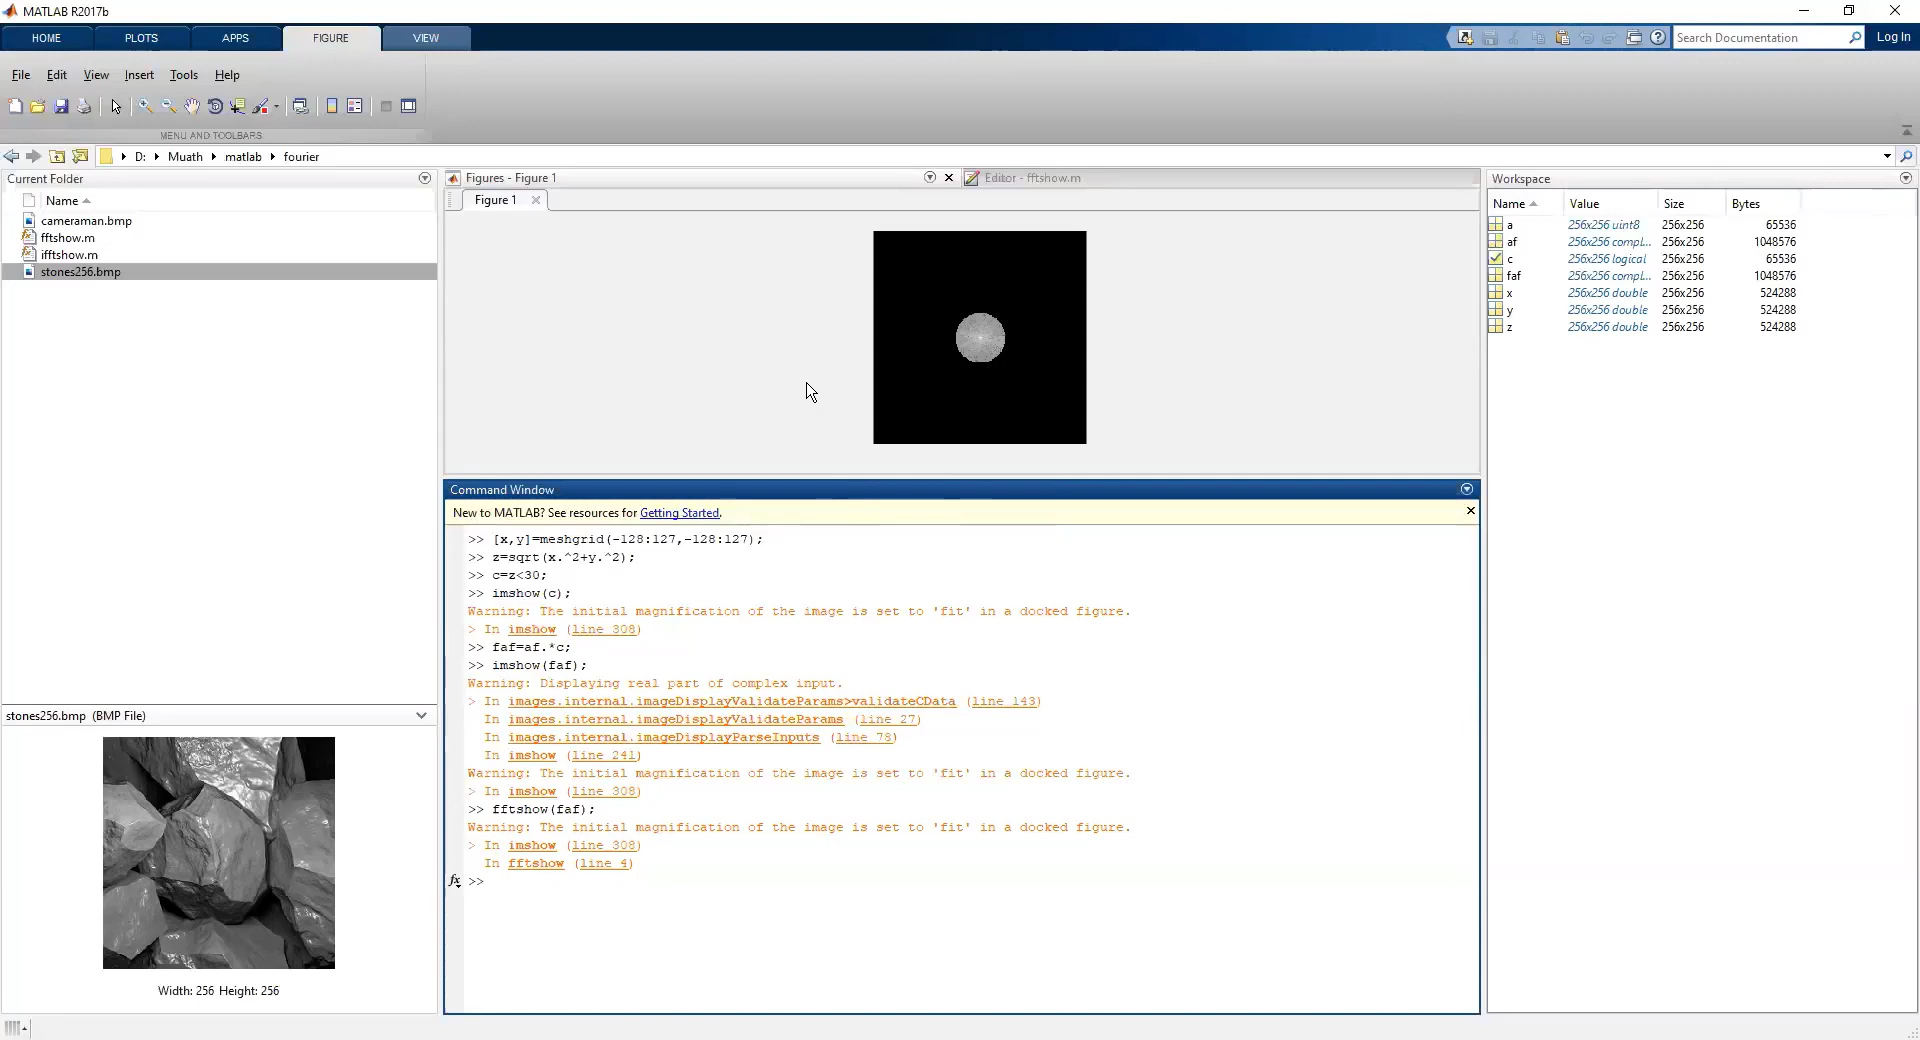 MATLAB R2017b
HOME PLOTS APPS FIGURE VIEW
Search Documentation
Log In
File Edit View Insert Tools Help
MENU AND TOOLBARS
D: Muath matlab fourier
Current Folder
Name
cameraman.bmp
fftshow.m
ifftshow.m
stones256.bmp
stones256.bmp (BMP File)
Width: 256 Height: 256
Figures - Figure 1
Editor - fftshow.m
Figure 1
Command Window
New to MATLAB? See resources for Getting Started.
>> [x,y]=meshgrid(-128:127,-128:127);
>> z=sqrt(x.^2+y.^2);
>> c=z<30;
>> imshow(c);
Warning: The initial magnification of the image is set to 'fit' in a docked figure.
> In imshow (line 308)
>> faf=af.*c;
>> imshow(faf);
Warning: Displaying real part of complex input.
> In images.internal.imageDisplayValidateParams>validateCData (line 143)
In images.internal.imageDisplayValidateParams (line 27)
In images.internal.imageDisplayParseInputs (line 78)
In imshow (line 241)
Warning: The initial magnification of the image is set to 'fit' in a docked figure.
> In imshow (line 308)
>> fftshow(faf);
Warning: The initial magnification of the image is set to 'fit' in a docked figure.
> In imshow (line 308)
In fftshow (line 4)
fx >>
Workspace
Name Value Size Bytes
a 256x256 uint8 256x256 65536
af 256x256 compl... 256x256 1048576
c 256x256 logical 256x256 65536
faf 256x256 compl... 256x256 1048576
x 256x256 double 256x256 524288
y 256x256 double 256x256 524288
z 256x256 double 256x256 524288